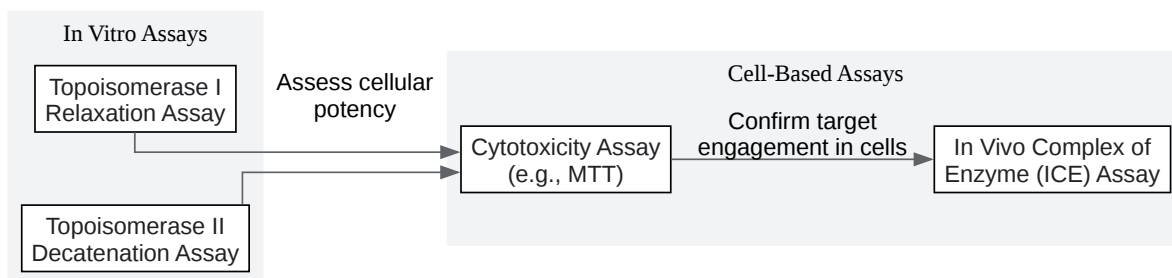 In Vitro Assays
Topoisomerase I
Relaxation Assay
Topoisomerase II
Decatenation Assay
Assess cellular
potency
Cell-Based Assays
Cytotoxicity Assay
(e.g., MTT)
Confirm target
engagement in cells
In Vivo Complex of
Enzyme (ICE) Assay